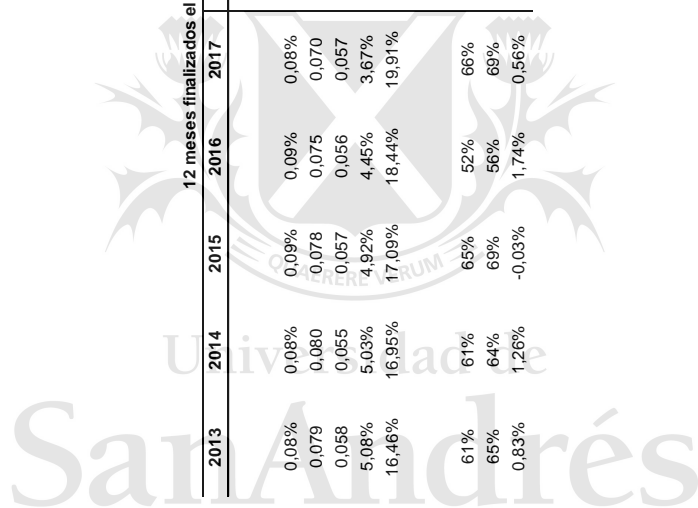 12 meses finalizados el
2013 2014 2015 2016 2017
0,08% 0,08% 0,09% 0,09% 0,08%
0,079 0,080 0,078 0,075 0,070
0,058 0,055 0,057 0,056 0,057
5,08% 5,03% 4,92% 4,45% 3,67%
16,46% 16,95% 17,09% 18,44% 19,91%
61% 61% 65% 52% 66%
65% 64% 69% 56% 69%
0,83% 1,26% -0,03% 1,74% 0,56%
QUAERERE VERUM
Universidad de
SanAndrés